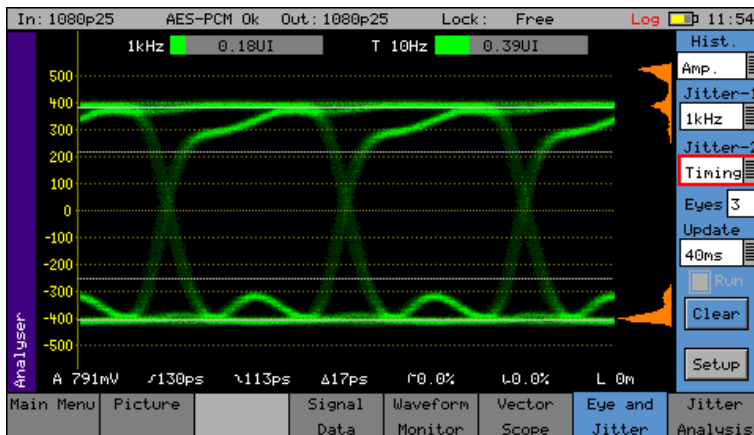 In: 1080p25 AES-PCM Ok Out: 1080p25 Lock: Free Log 11:54
1kHz 0.18UI T 10Hz 0.39UI
Hist.
Amp.
Jitter-1
1kHz
Jitter-2
Timing
Eyes 3
Update
40ms
Run
Clear
Setup
500
400
300
200
100
0
-100
-200
-300
-400
-500
Analyser
A 791mV 130ps 113ps Δ17ps 0.0% 0.0% L 0m
Main Menu
Picture
Signal Data
Waveform Monitor
Vector Scope
Eye and Jitter
Jitter Analysis